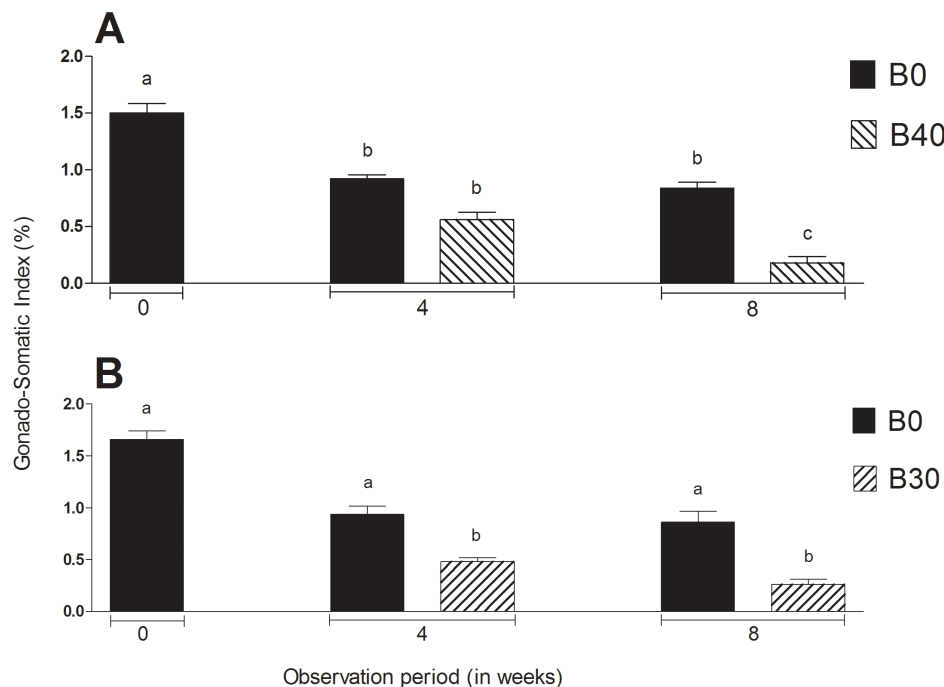 A
2.0
1.5
1.0
0.5
0.0
a
b
b
b
c
0
4
8
B0
B40
Gonado-Somatic Index (%)
B
2.0
1.5
1.0
0.5
0.0
a
a
b
a
b
0
4
8
B0
B30
Observation period (in weeks)